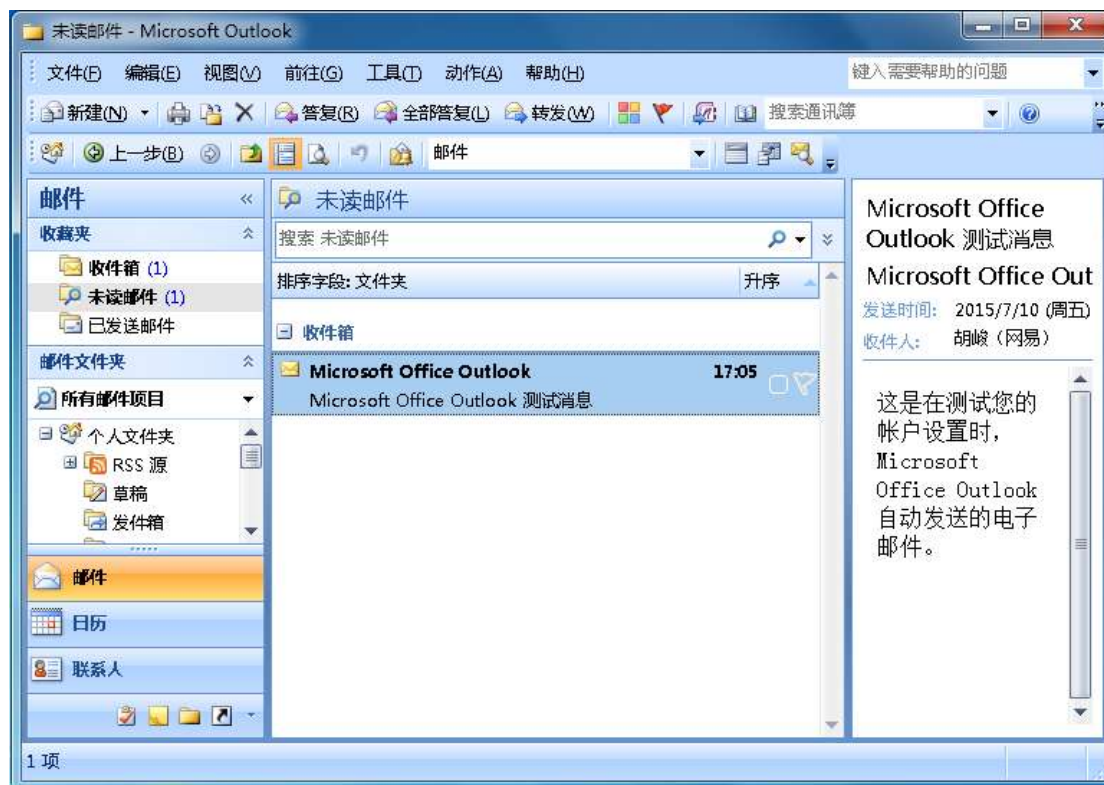 未读邮件 - Microsoft Outlook
文件(F) 编辑(E) 视图(V) 前往(G) 工具(T) 动作(A) 帮助(H) 键入需要帮助的问题
新建(N) 答复(R) 全部答复(L) 转发(W) 搜索通讯簿
上一步(B) 邮件
邮件
收藏夹
收件箱 (1)
未读邮件 (1)
已发送邮件
邮件文件夹
所有邮件项目
个人文件夹
RSS 源
草稿
发件箱
邮件
日历
联系人
未读邮件
搜索 未读邮件
排序字段: 文件夹 升序
收件箱
Microsoft Office Outlook 17:05
Microsoft Office Outlook 测试消息
Microsoft Office
Outlook 测试消息
Microsoft Office Out
发送时间: 2015/7/10 (周五)
收件人: 胡峻（网易）
这是在测试您的
帐户设置时，
Microsoft
Office Outlook
自动发送的电子
邮件。
1 项